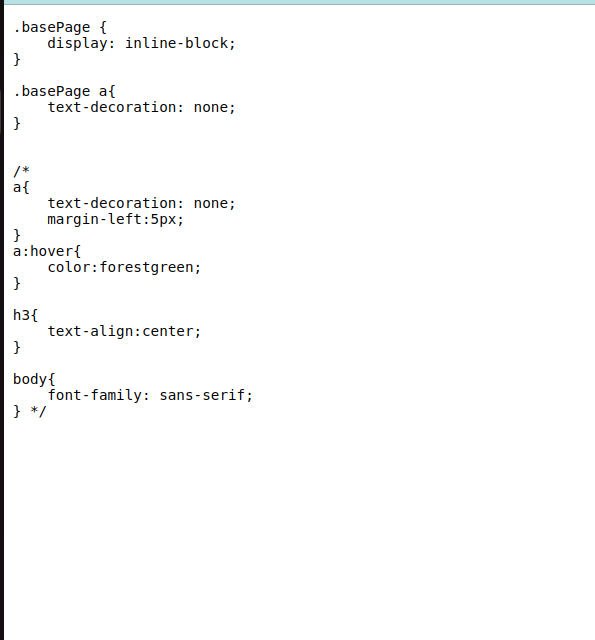 .basePage {
    display: inline-block;
}

.basePage a{
    text-decoration: none;
}


/*
a{
    text-decoration: none;
    margin-left:5px;
}
a:hover{
    color:forestgreen;
}

h3{
    text-align:center;
}

body{
    font-family: sans-serif;
} */